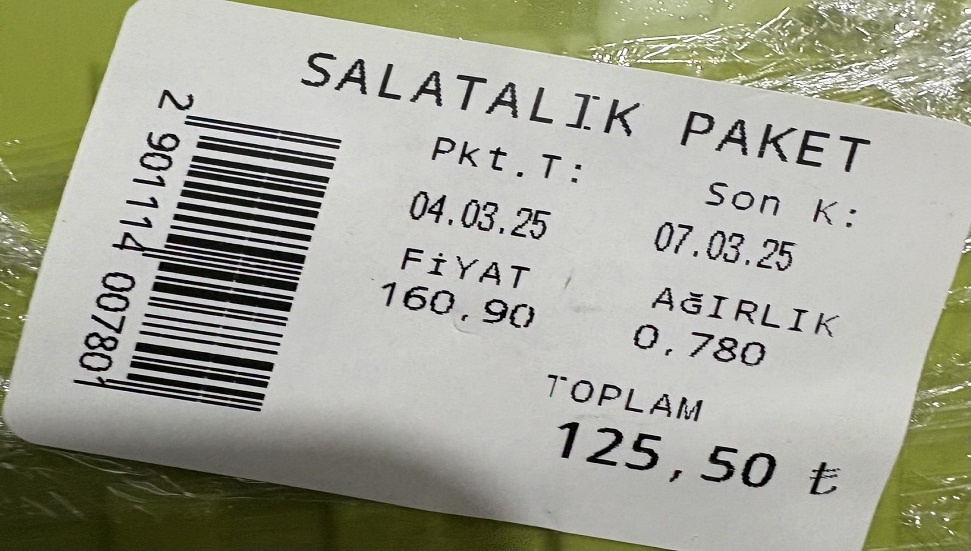 SALATALIK PAKET
Pkt.T: Son K:
04.03.25 07.03.25
FİYAT AĞIRLIK
160,90 0,780
TOPLAM
125,50 ₺
2 901114 007801